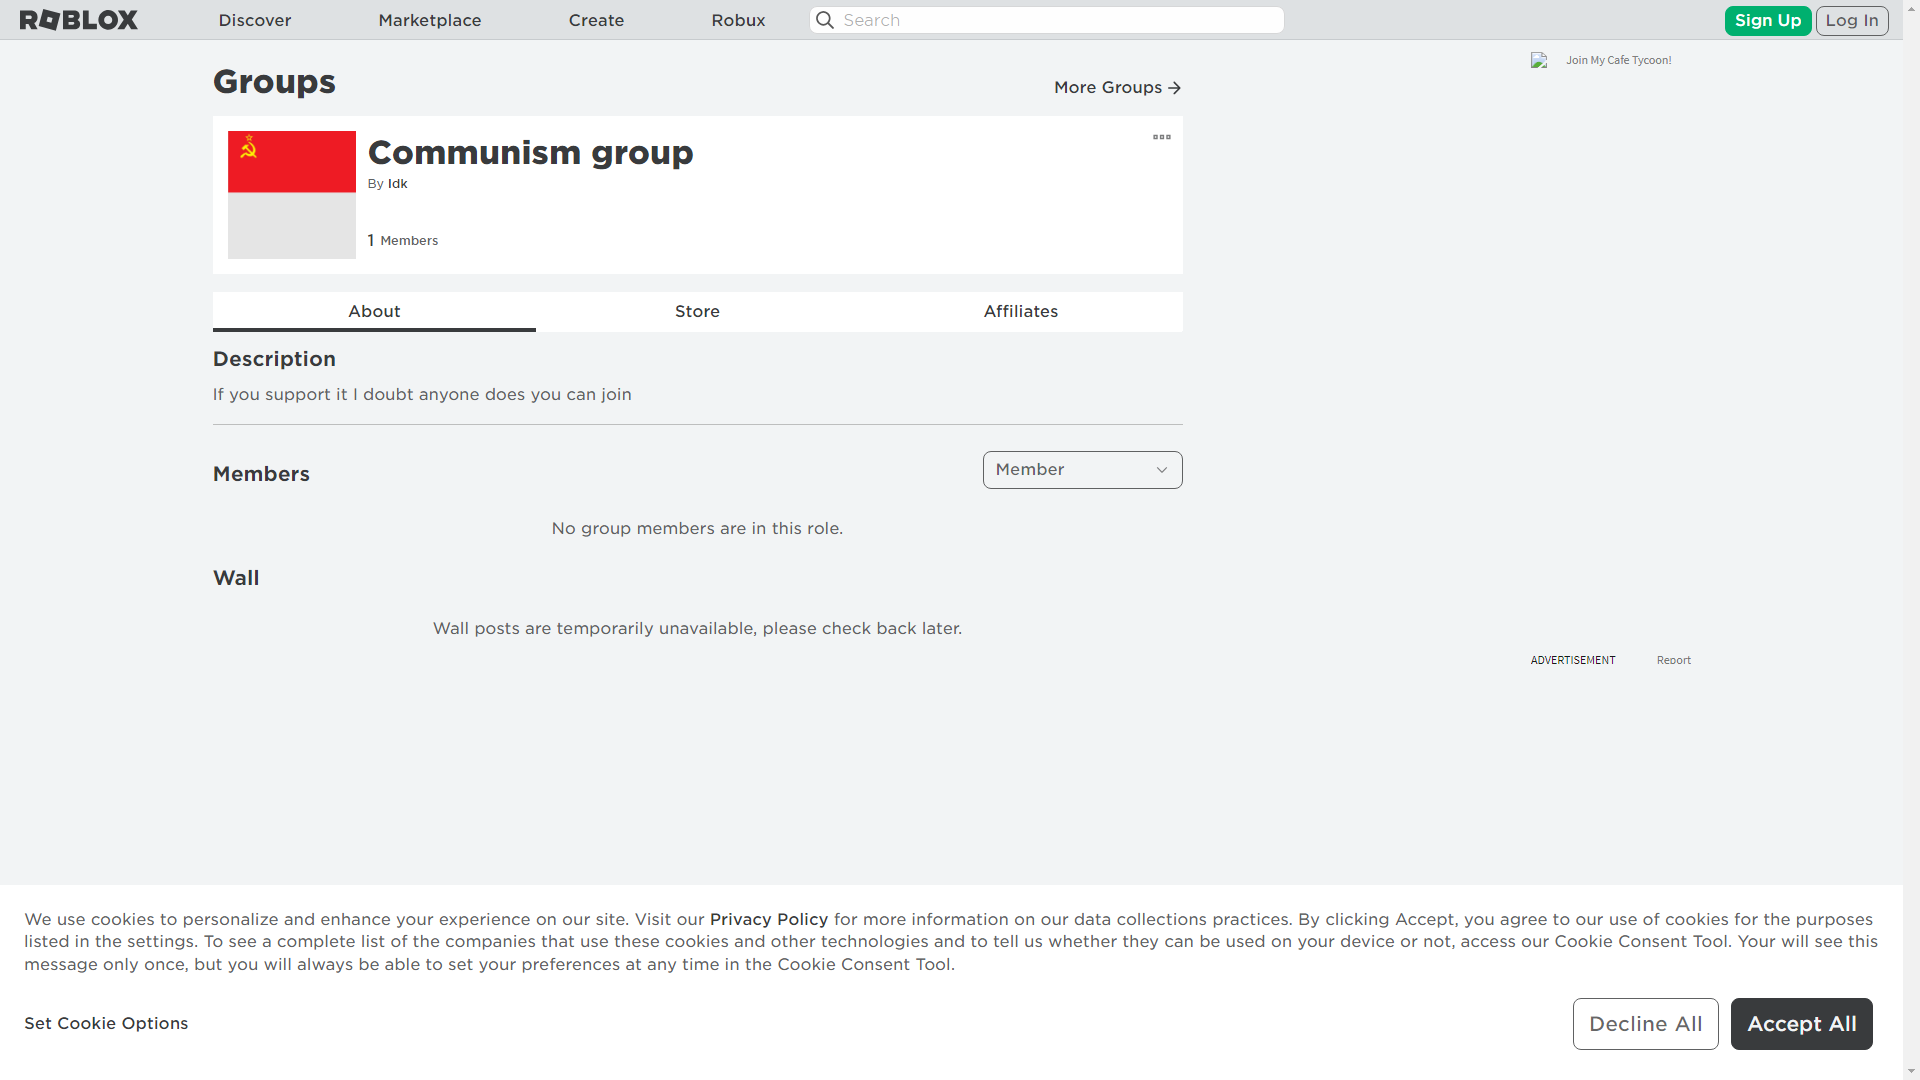 ROBLOX
Discover
Marketplace
Create
Robux
Search
Sign Up
Log In
Groups
More Groups
Join My Cafe Tycoon!
Communism group
By Idk
1 Members
About
Store
Affiliates
Description
If you support it I doubt anyone does you can join
Members
Member
No group members are in this role.
Wall
Wall posts are temporarily unavailable, please check back later.
ADVERTISEMENT
Report
We use cookies to personalize and enhance your experience on our site. Visit our Privacy Policy for more information on our data collections practices. By clicking Accept, you agree to our use of cookies for the purposes
listed in the settings. To see a complete list of the companies that use these cookies and other technologies and to tell us whether they can be used on your device or not, access our Cookie Consent Tool. Your will see this
message only once, but you will always be able to set your preferences at any time in the Cookie Consent Tool.
Set Cookie Options
Decline All
Accept All